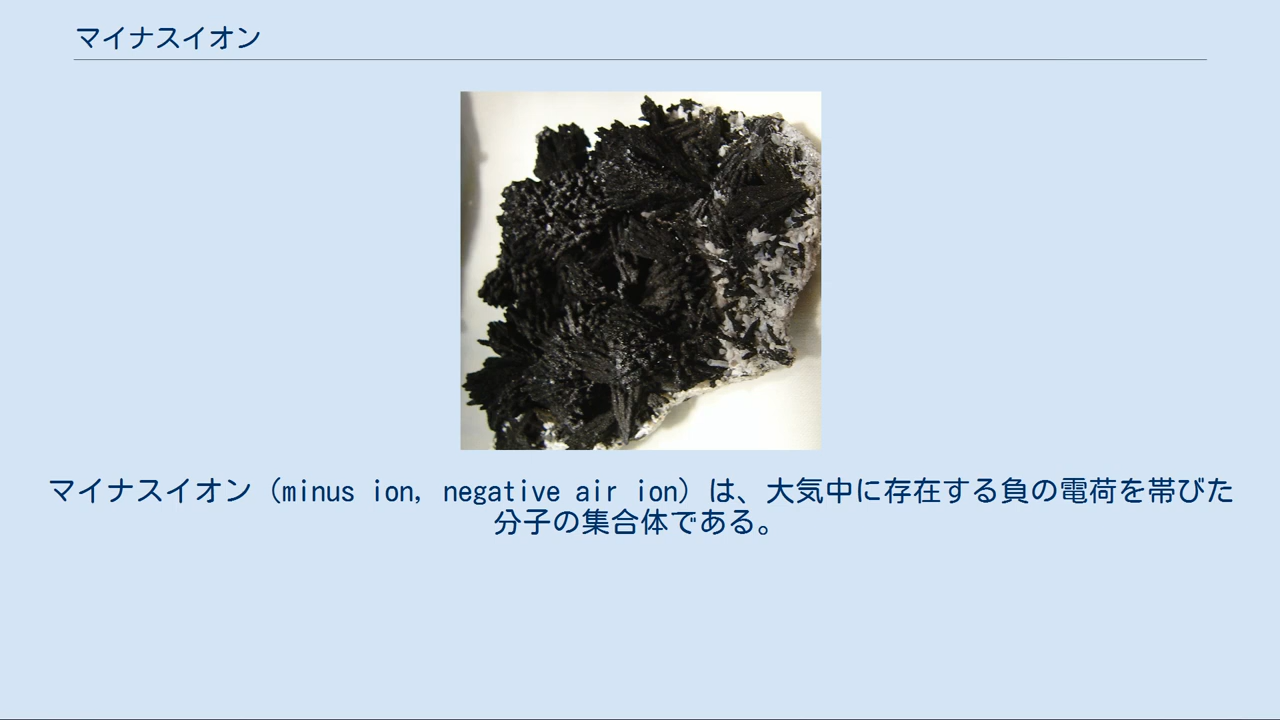 マイナスイオン
マイナスイオン（minus ion, negative air ion）は、大気中に存在する負の電荷を帯びた
分子の集合体である。